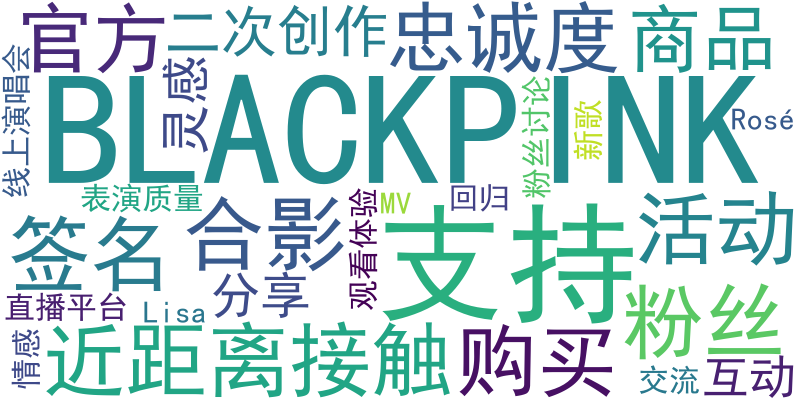 官方
二次创作
忠诚度
商品
线上演唱会
灵感
BLACKPINK
粉丝讨论
新歌
Rosé
表演质量
签名
合影
观看体验
MV
回归
支持
活动
直播平台
Lisa
分享
粉丝
情感
近距离接触
购买
交流
互动